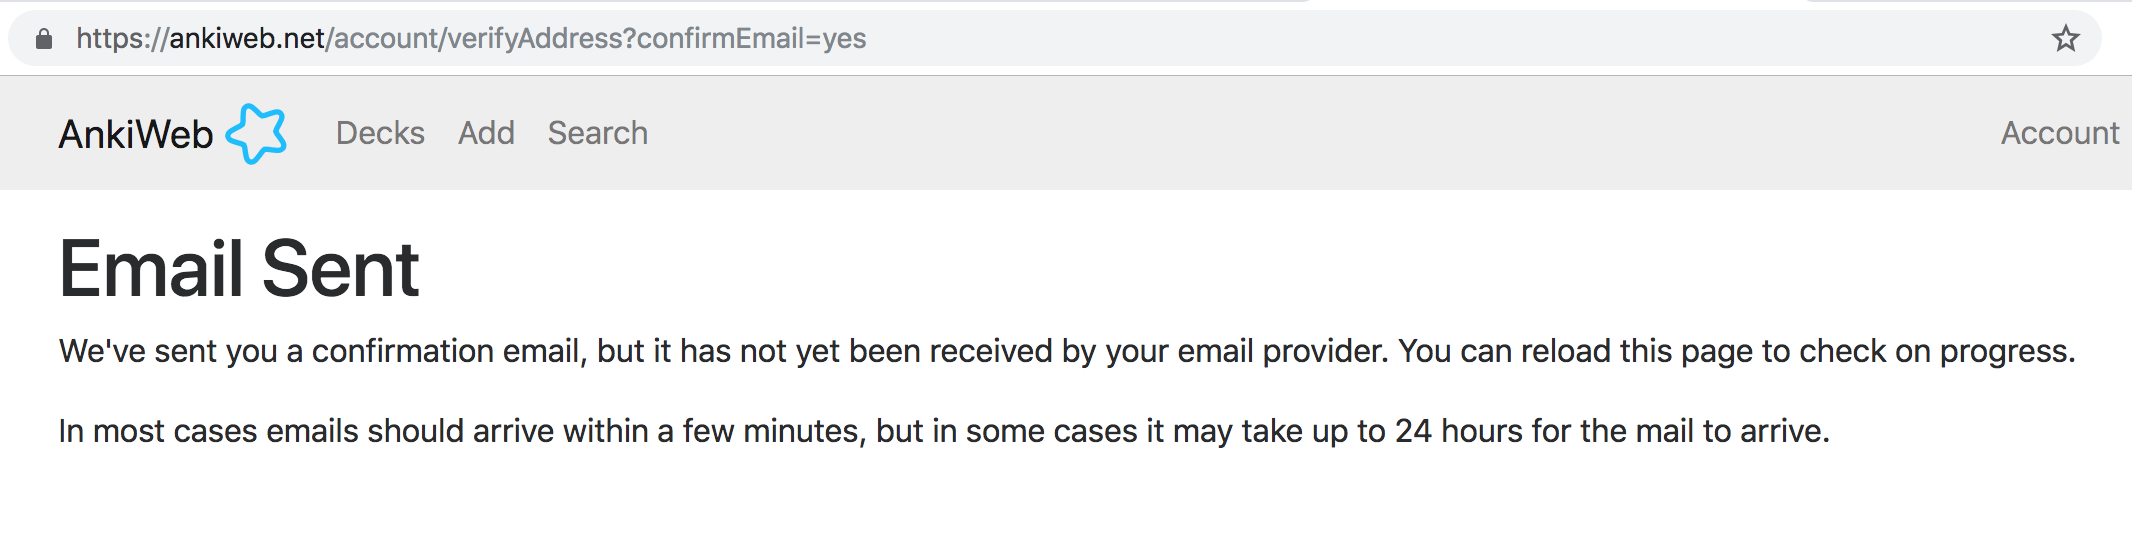 https://ankiweb.net/account/verifyAddress?confirmEmail=yes
AnkiWeb Decks Add Search Account
Email Sent
We've sent you a confirmation email, but it has not yet been received by your email provider. You can reload this page to check on progress.
In most cases emails should arrive within a few minutes, but in some cases it may take up to 24 hours for the mail to arrive.